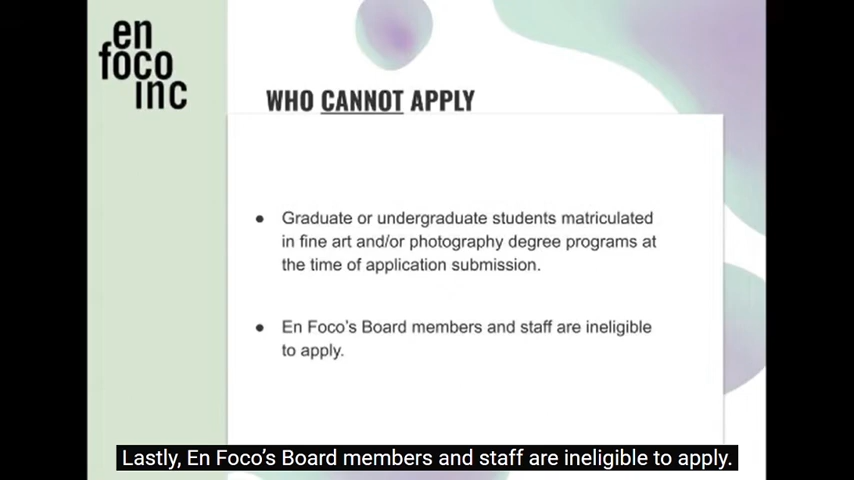 en
foco
inc
WHO CANNOT APPLY
● Graduate or undergraduate students matriculated
in fine art and/or photography degree programs at
the time of application submission.
● En Foco's Board members and staff are ineligible
to apply.
Lastly, En Foco's Board members and staff are ineligible to apply.